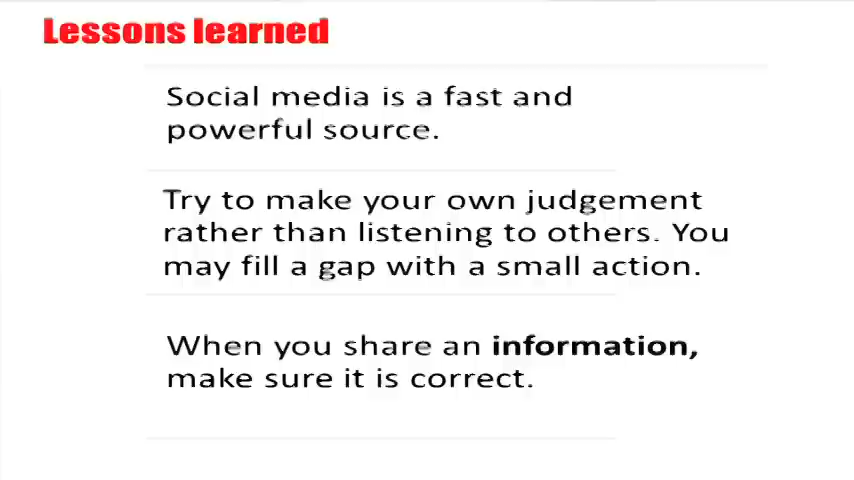 Lessons learned
Social media is a fast and
powerful source.
Try to make your own judgement
rather than listening to others. You
may fill a gap with a small action.
When you share an information,
make sure it is correct.